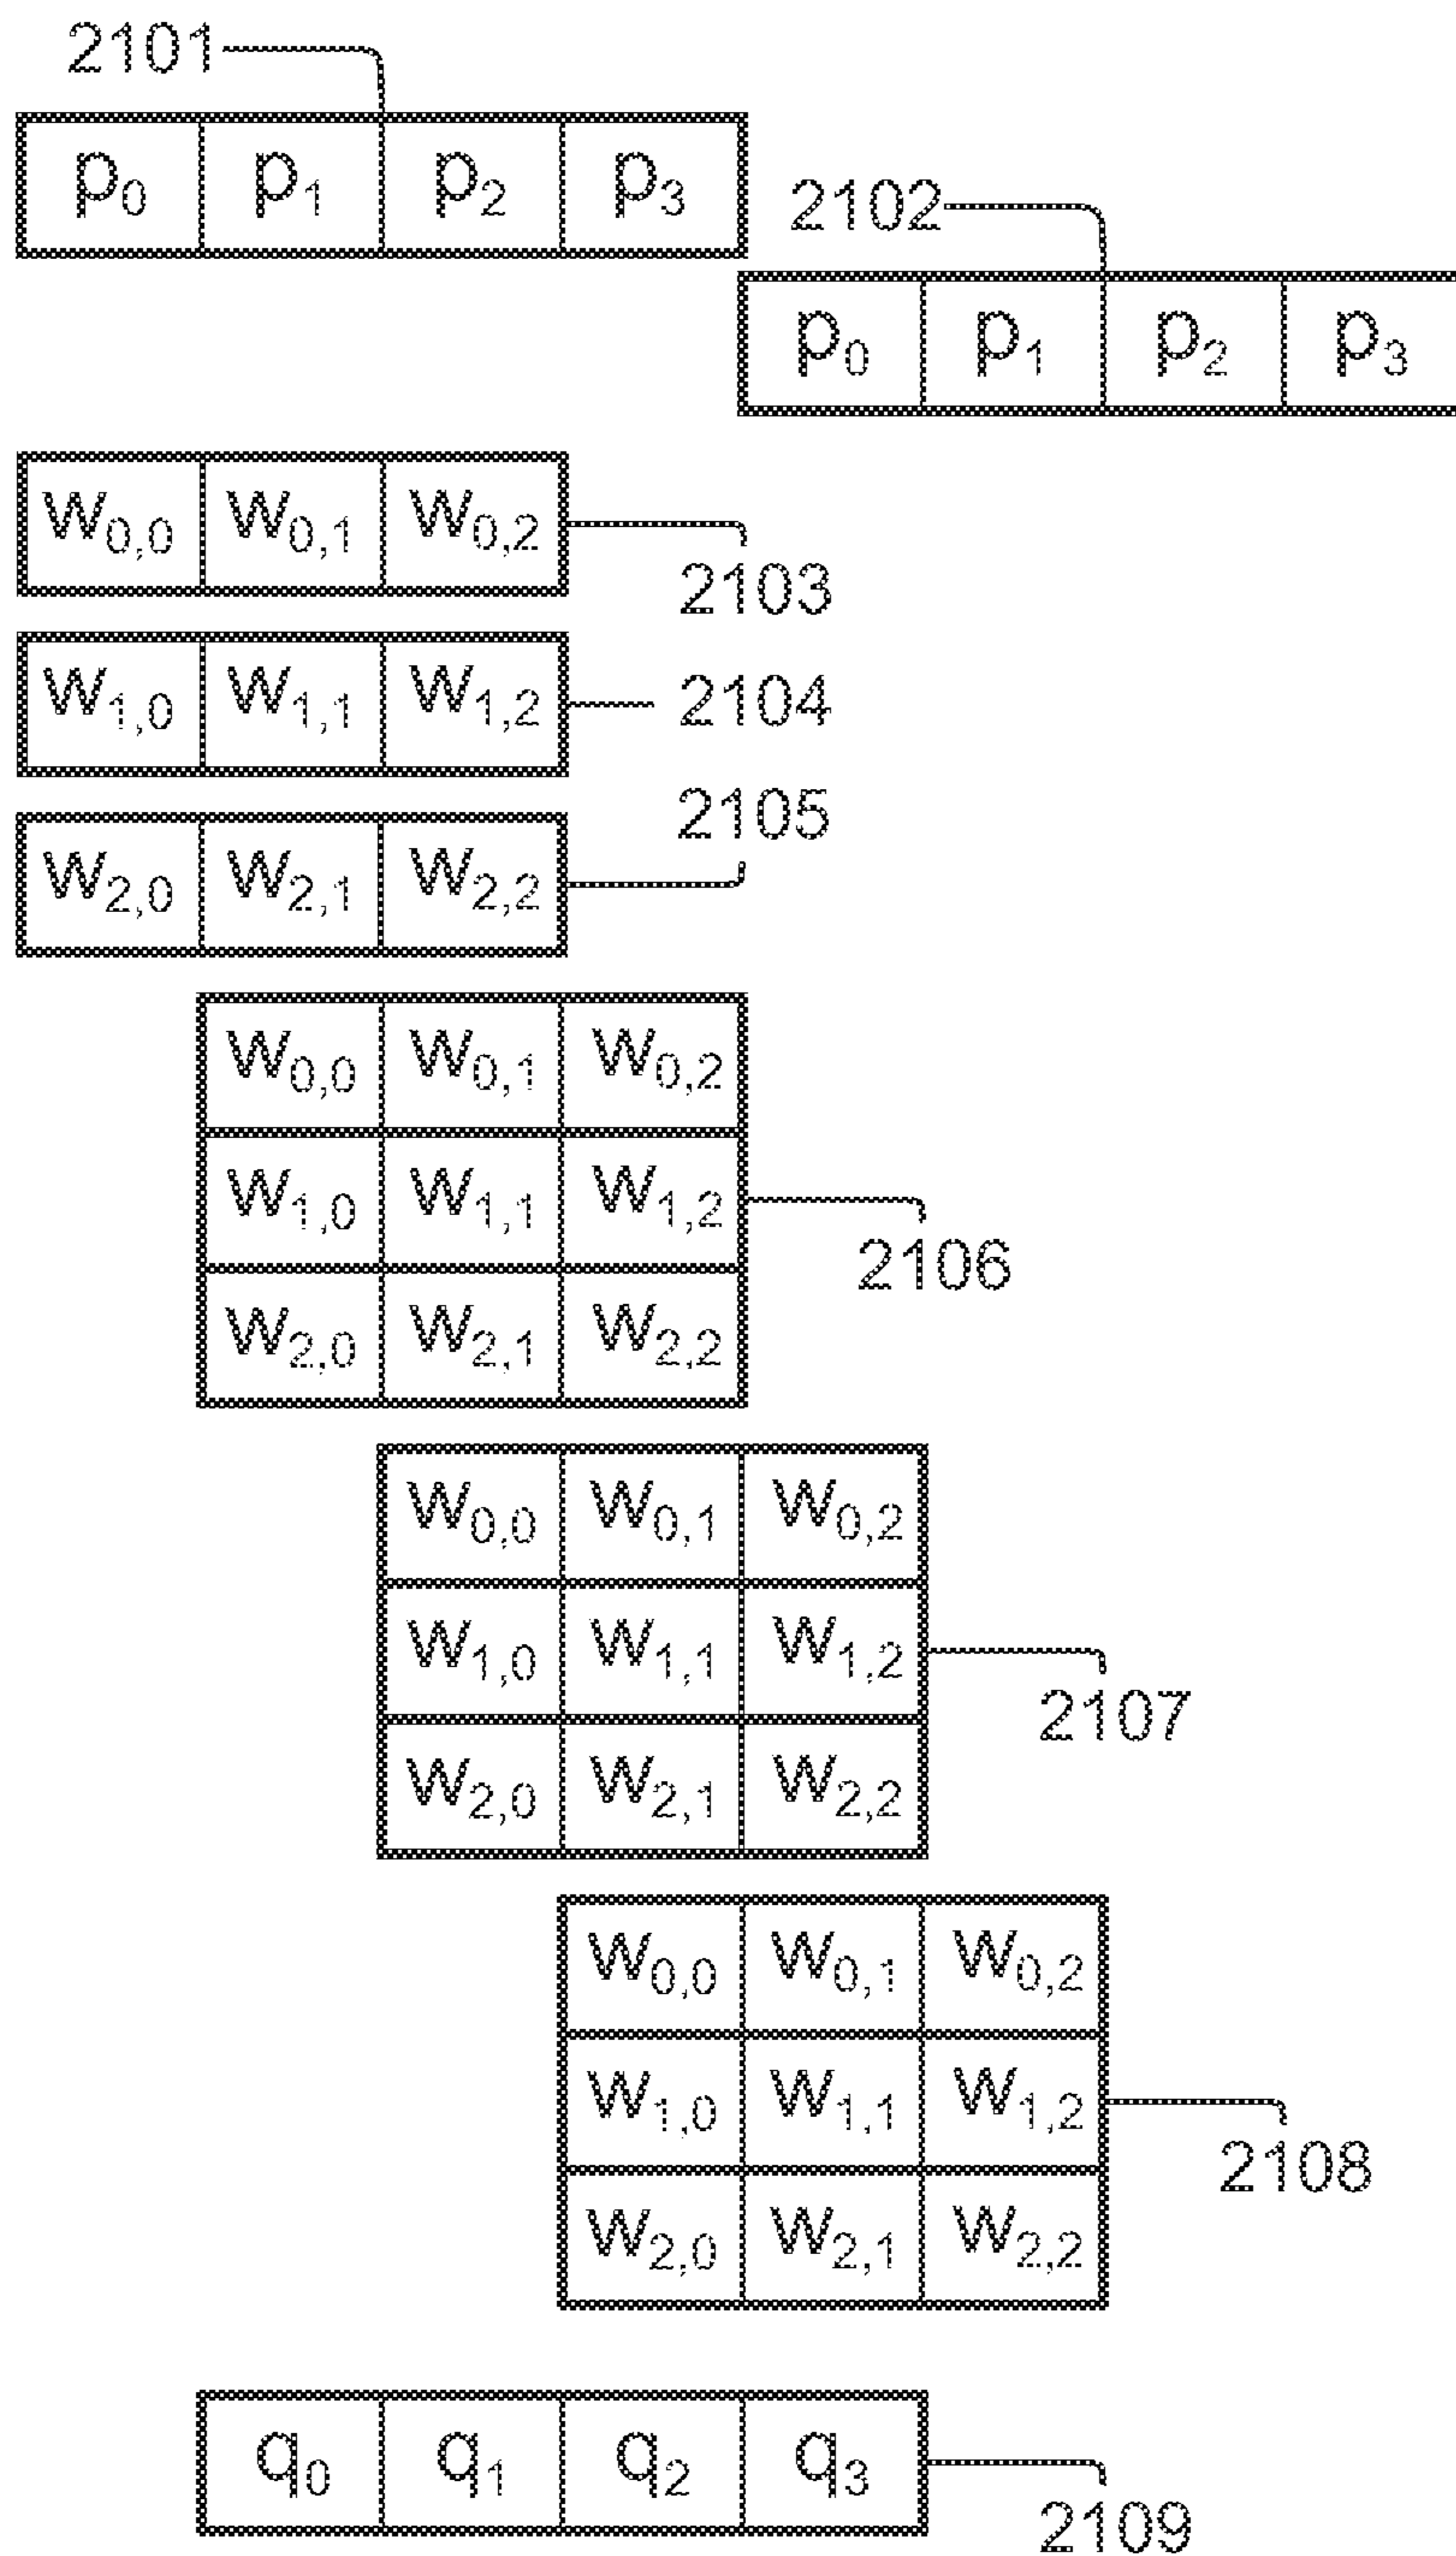 2101
p₀ p₁ p₂ p₃
2102
p₀ p₁ p₂ p₃
w₀,₀ w₀,₁ w₀,₂
2103
w₁,₀ w₁,₁ w₁,₂
2104
2105
w₂,₀ w₂,₁ w₂,₂
w₀,₀ w₀,₁ w₀,₂
w₁,₀ w₁,₁ w₁,₂
2106
w₂,₀ w₂,₁ w₂,₂
w₀,₀ w₀,₁ w₀,₂
w₁,₀ w₁,₁ w₁,₂
2107
w₂,₀ w₂,₁ w₂,₂
w₀,₀ w₀,₁ w₀,₂
w₁,₀ w₁,₁ w₁,₂
2108
w₂,₀ w₂,₁ w₂,₂
q₀ q₁ q₂ q₃
2109